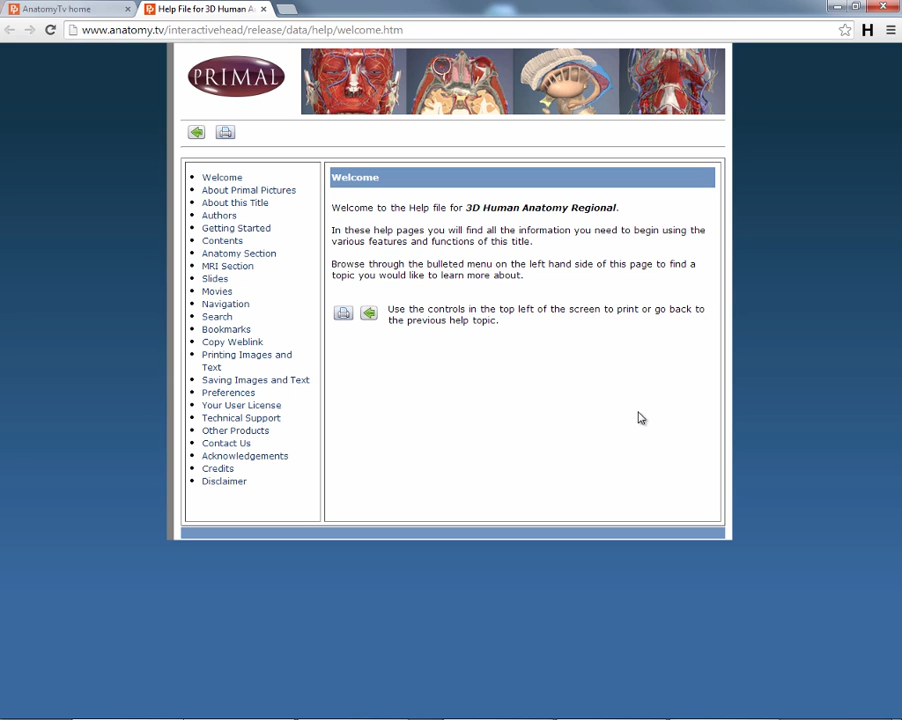 AnatomyTv home
Help File for 3D Human A
www.anatomy.tv/interactivehead/release/data/help/welcome.htm
PRIMAL
Welcome
About Primal Pictures
About this Title
Authors
Getting Started
Contents
Anatomy Section
MRI Section
Slides
Movies
Navigation
Search
Bookmarks
Copy Weblink
Printing Images and
Text
Saving Images and Text
Preferences
Your User License
Technical Support
Other Products
Contact Us
Acknowledgements
Credits
Disclaimer
Welcome
Welcome to the Help file for 3D Human Anatomy Regional.
In these help pages you will find all the information you need to begin using the
various features and functions of this title.
Browse through the bulleted menu on the left hand side of this page to find a
topic you would like to learn more about.
Use the controls in the top left of the screen to print or go back to
the previous help topic.